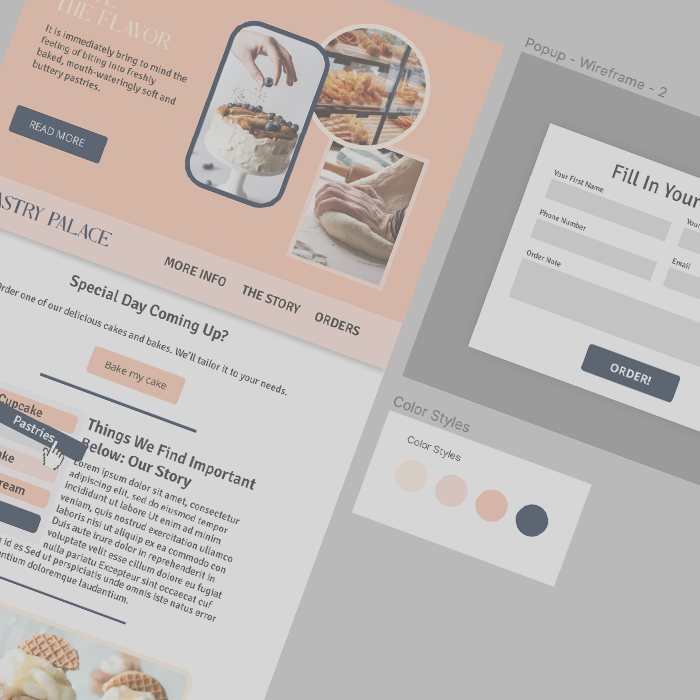 THE FLAVOR
It is immediately bring to mind the
feeling of biting into freshly
baked, mouth-wateringly soft and
buttery pastries.
READ MORE
ASTRY PALACE
MORE INFO
THE STORY
ORDERS
Special Day Coming Up?
Order one of our delicious cakes and bakes. We'll tailor it to your needs.
Bake my cake
Cupcake
Pastries
ake
ream
Things We Find Important
Below: Our Story
Lorem ipsum dolor sit amet, consectetur
adipiscing elit, sed do eiusmod tempor
incididunt ut labore Ut enim ad minim
veniam, quis nostrud exercitation ullamco
laboris nisi ut aliquip ex ea commodo con
Duis aute irure dolor in reprehenderit in
voluptate velit esse cillum dolore eu fugiat
nulla pariatu Excepteur sint occaecat cuf
id es Sed ut perspiciatis unde omnis iste natus error
antium doloremque laudantium.
Popup - Wireframe - 2
Fill In Your
Your First Name
Your
Phone Number
Email
Order Note
ORDER!
Color Styles
Color Styles